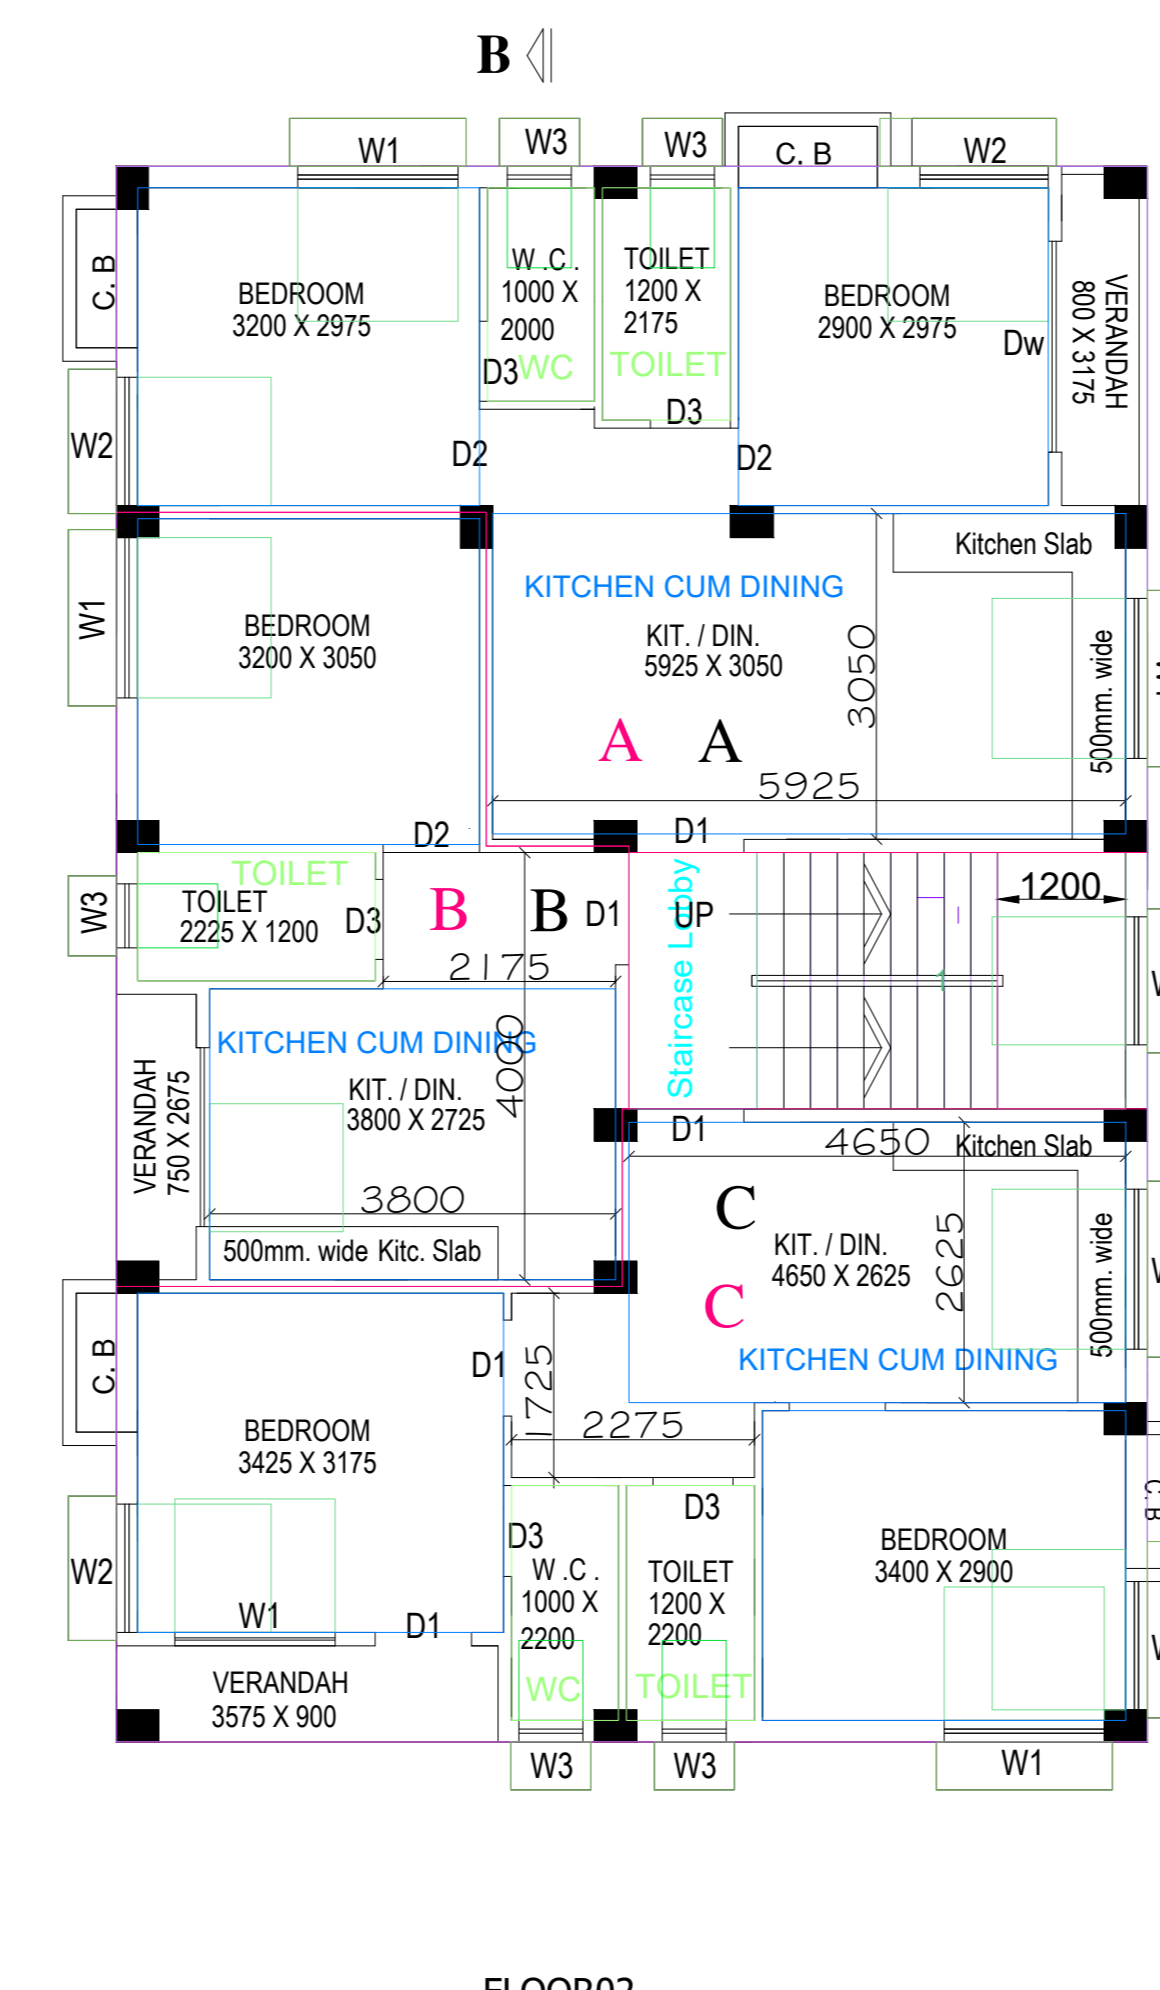 B
W1
W3
W3
C. B
W2
C. B
BEDROOM
3200 X 2975
W .C .
1000 X
2000
WC
D3
TOILET
1200 X
2175
TOILET
D3
BEDROOM
2900 X 2975
Dw
VERANDAH
800 X 3175
W2
D2
D2
Kitchen Slab
KITCHEN CUM DINING
KIT. / DIN.
5925 X 3050
3050
500mm. wide
W1
BEDROOM
3200 X 3050
A
A
5925
D2
D1
TOILET
TOILET
2225 X 1200
W3
D3
B
B
D1
UP
Staircase Lobby
1200
2175
4000
KITCHEN CUM DINING
KIT. / DIN.
3800 X 2725
VERANDAH
750 X 2675
3800
500mm. wide Kitc. Slab
D1
4650
Kitchen Slab
C
KIT. / DIN.
4650 X 2625
2625
500mm. wide
C
KITCHEN CUM DINING
C. B
D1
1725
2275
BEDROOM
3425 X 3175
W2
W1
D1
D3
D3
W .C .
1000 X
2200
WC
TOILET
1200 X
2200
TOILET
BEDROOM
3400 X 2900
C. B
VERANDAH
3575 X 900
W3
W3
W1
FLOOR02